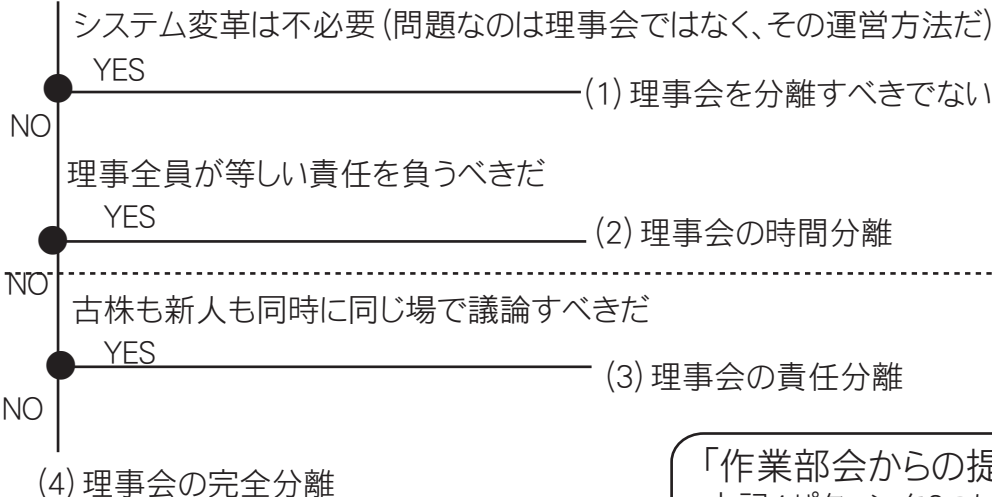 システム変革は不必要(問題なのは理事会ではなく、その運営方法だ)
YES
(1)理事会を分離すべきでない
NO
理事全員が等しい責任を負うべきだ
YES
(2)理事会の時間分離
NO
古株も新人も同時に同じ場で議論すべきだ
YES
(3)理事会の責任分離
NO
「作業部会からの提
(4)理事会の完全分離